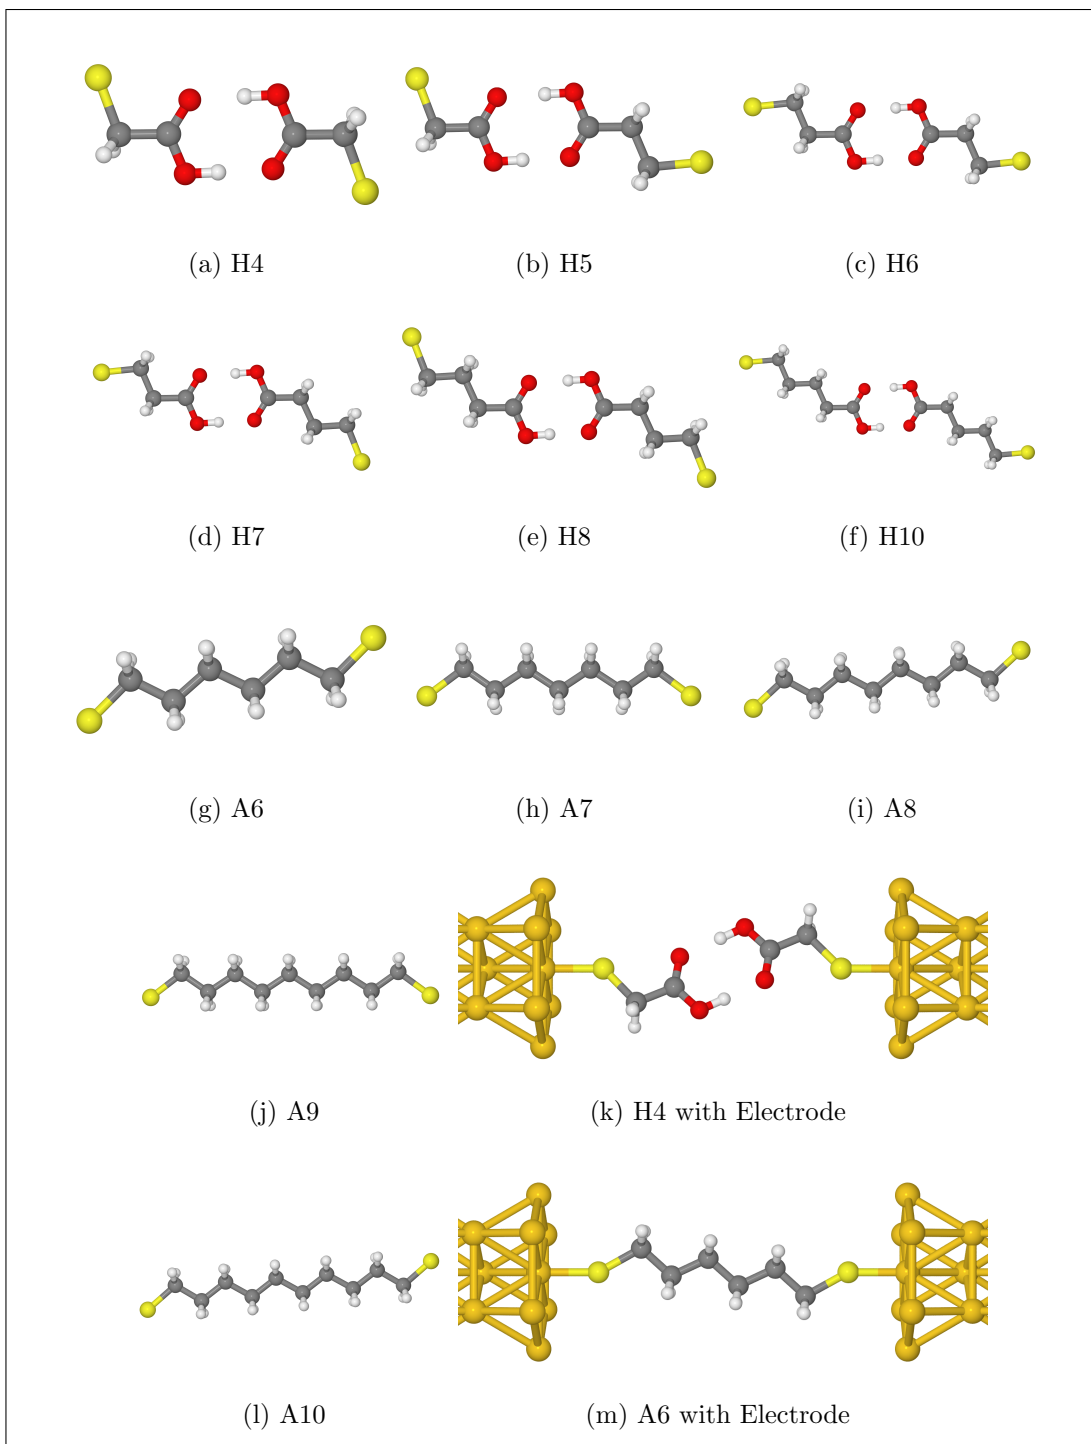 (a) H4
(b) H5
(c) H6
(d) H7
(e) H8
(f) H10
(g) A6
(h) A7
(i) A8
(j) A9
(k) H4 with Electrode
(l) A10
(m) A6 with Electrode